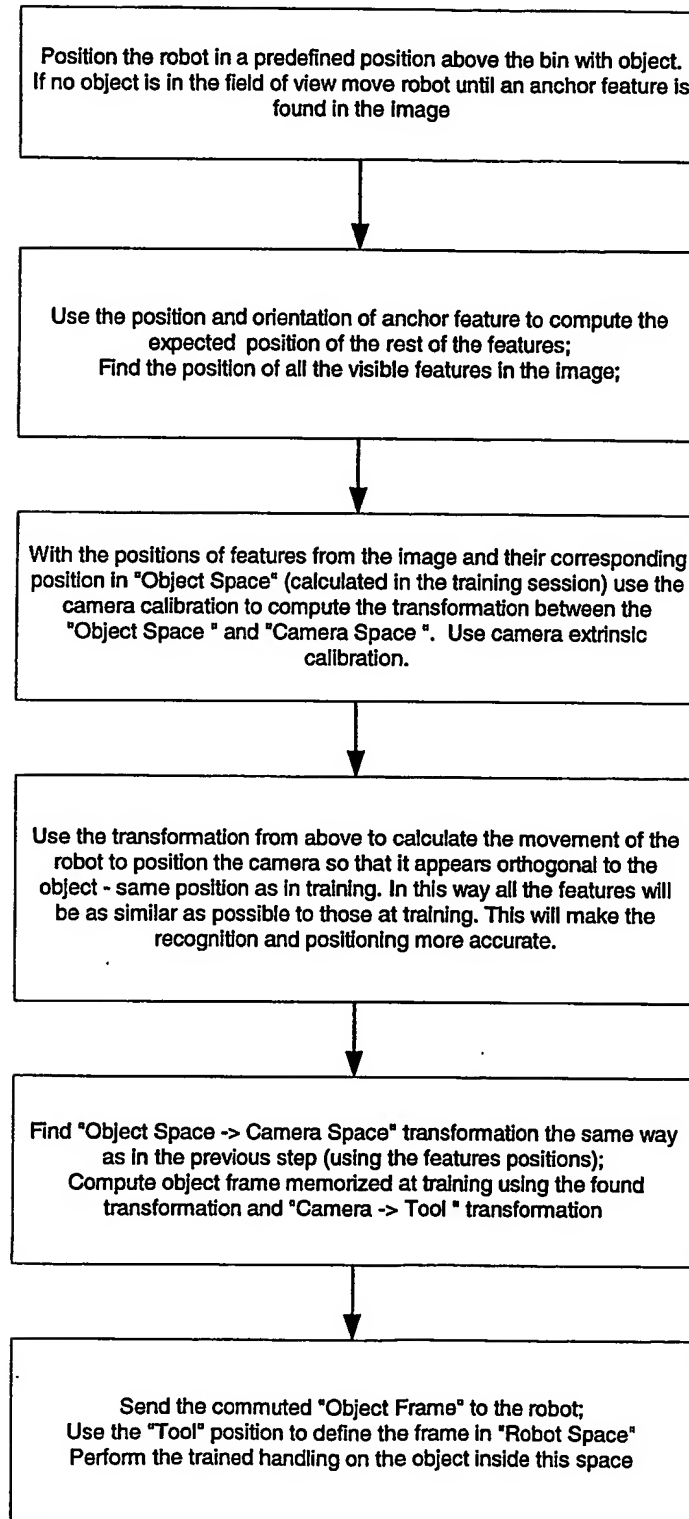 Position the robot in a predefined position above the bin with object.
If no object is in the field of view move robot until an anchor feature is
found in the image
Use the position and orientation of anchor feature to compute the
expected position of the rest of the features;
Find the position of all the visible features in the image;
With the positions of features from the image and their corresponding
position in "Object Space" (calculated in the training session) use the
camera calibration to compute the transformation between the
"Object Space " and "Camera Space ". Use camera extrinsic
calibration.
Use the transformation from above to calculate the movement of the
robot to position the camera so that it appears orthogonal to the
object - same position as in training. In this way all the features will
be as similar as possible to those at training. This will make the
recognition and positioning more accurate.
Find "Object Space -> Camera Space" transformation the same way
as in the previous step (using the features positions);
Compute object frame memorized at training using the found
transformation and "Camera -> Tool " transformation
Send the commuted "Object Frame" to the robot;
Use the "Tool" position to define the frame in "Robot Space"
Perform the trained handling on the object inside this space